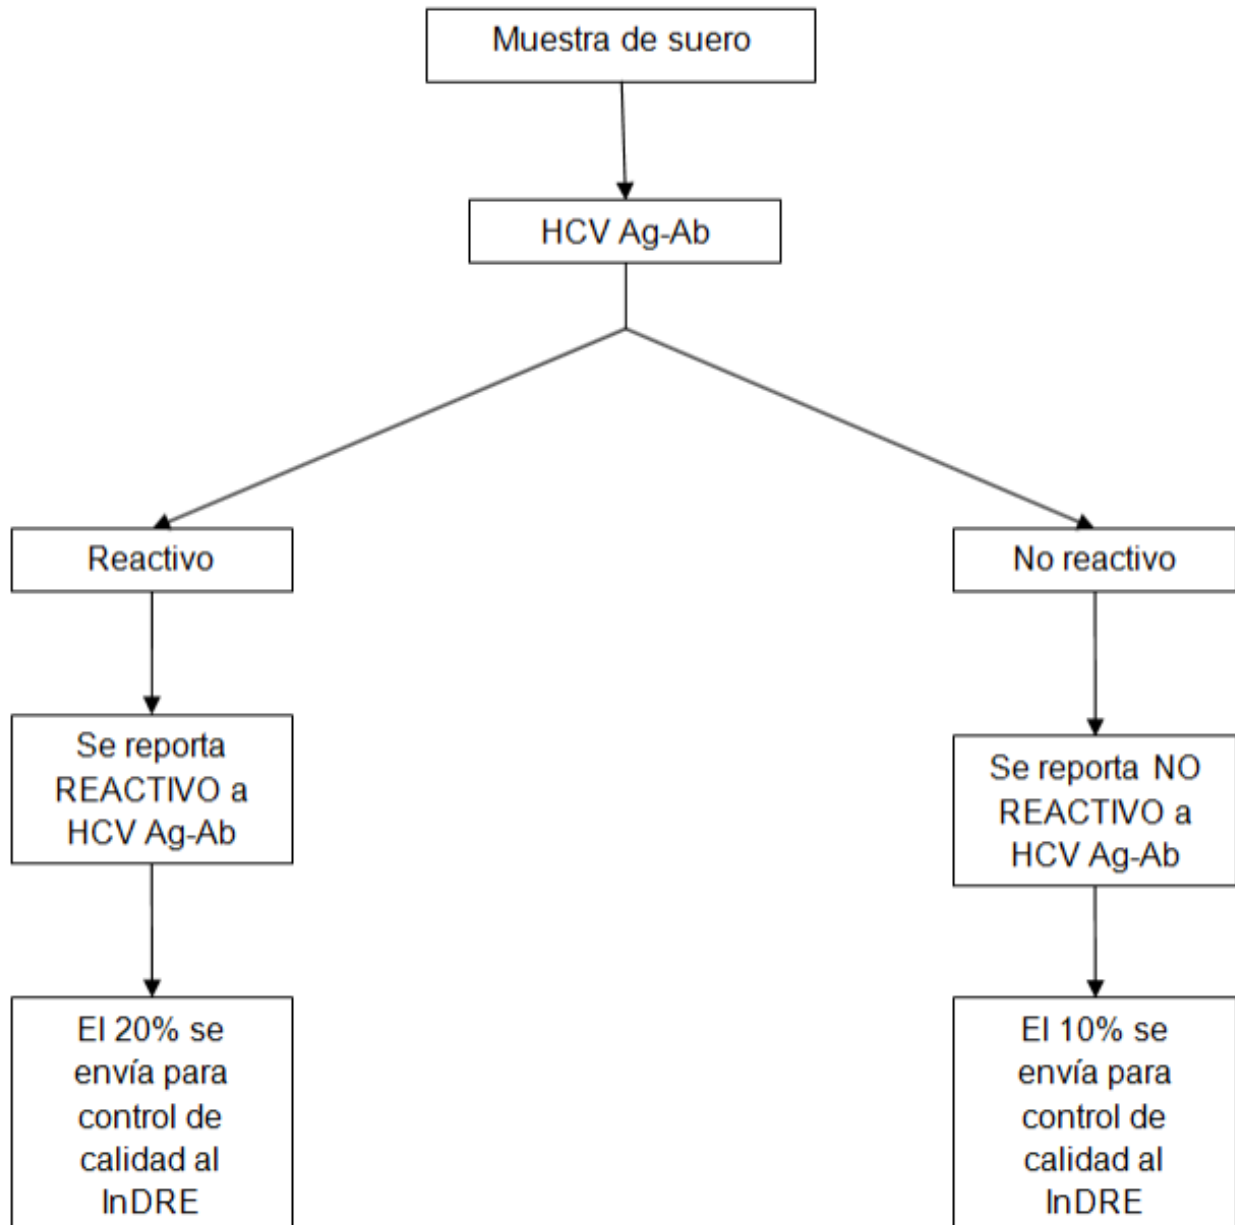 Muestra de suero
HCV Ag-Ab
Reactivo
No reactivo
Se reporta
REACTIVO a
HCV Ag-Ab
Se reporta NO
REACTIVO a
HCV Ag-Ab
El 20% se
envía para
control de
calidad al
InDRE
El 10% se
envía para
control de
calidad al
InDRE